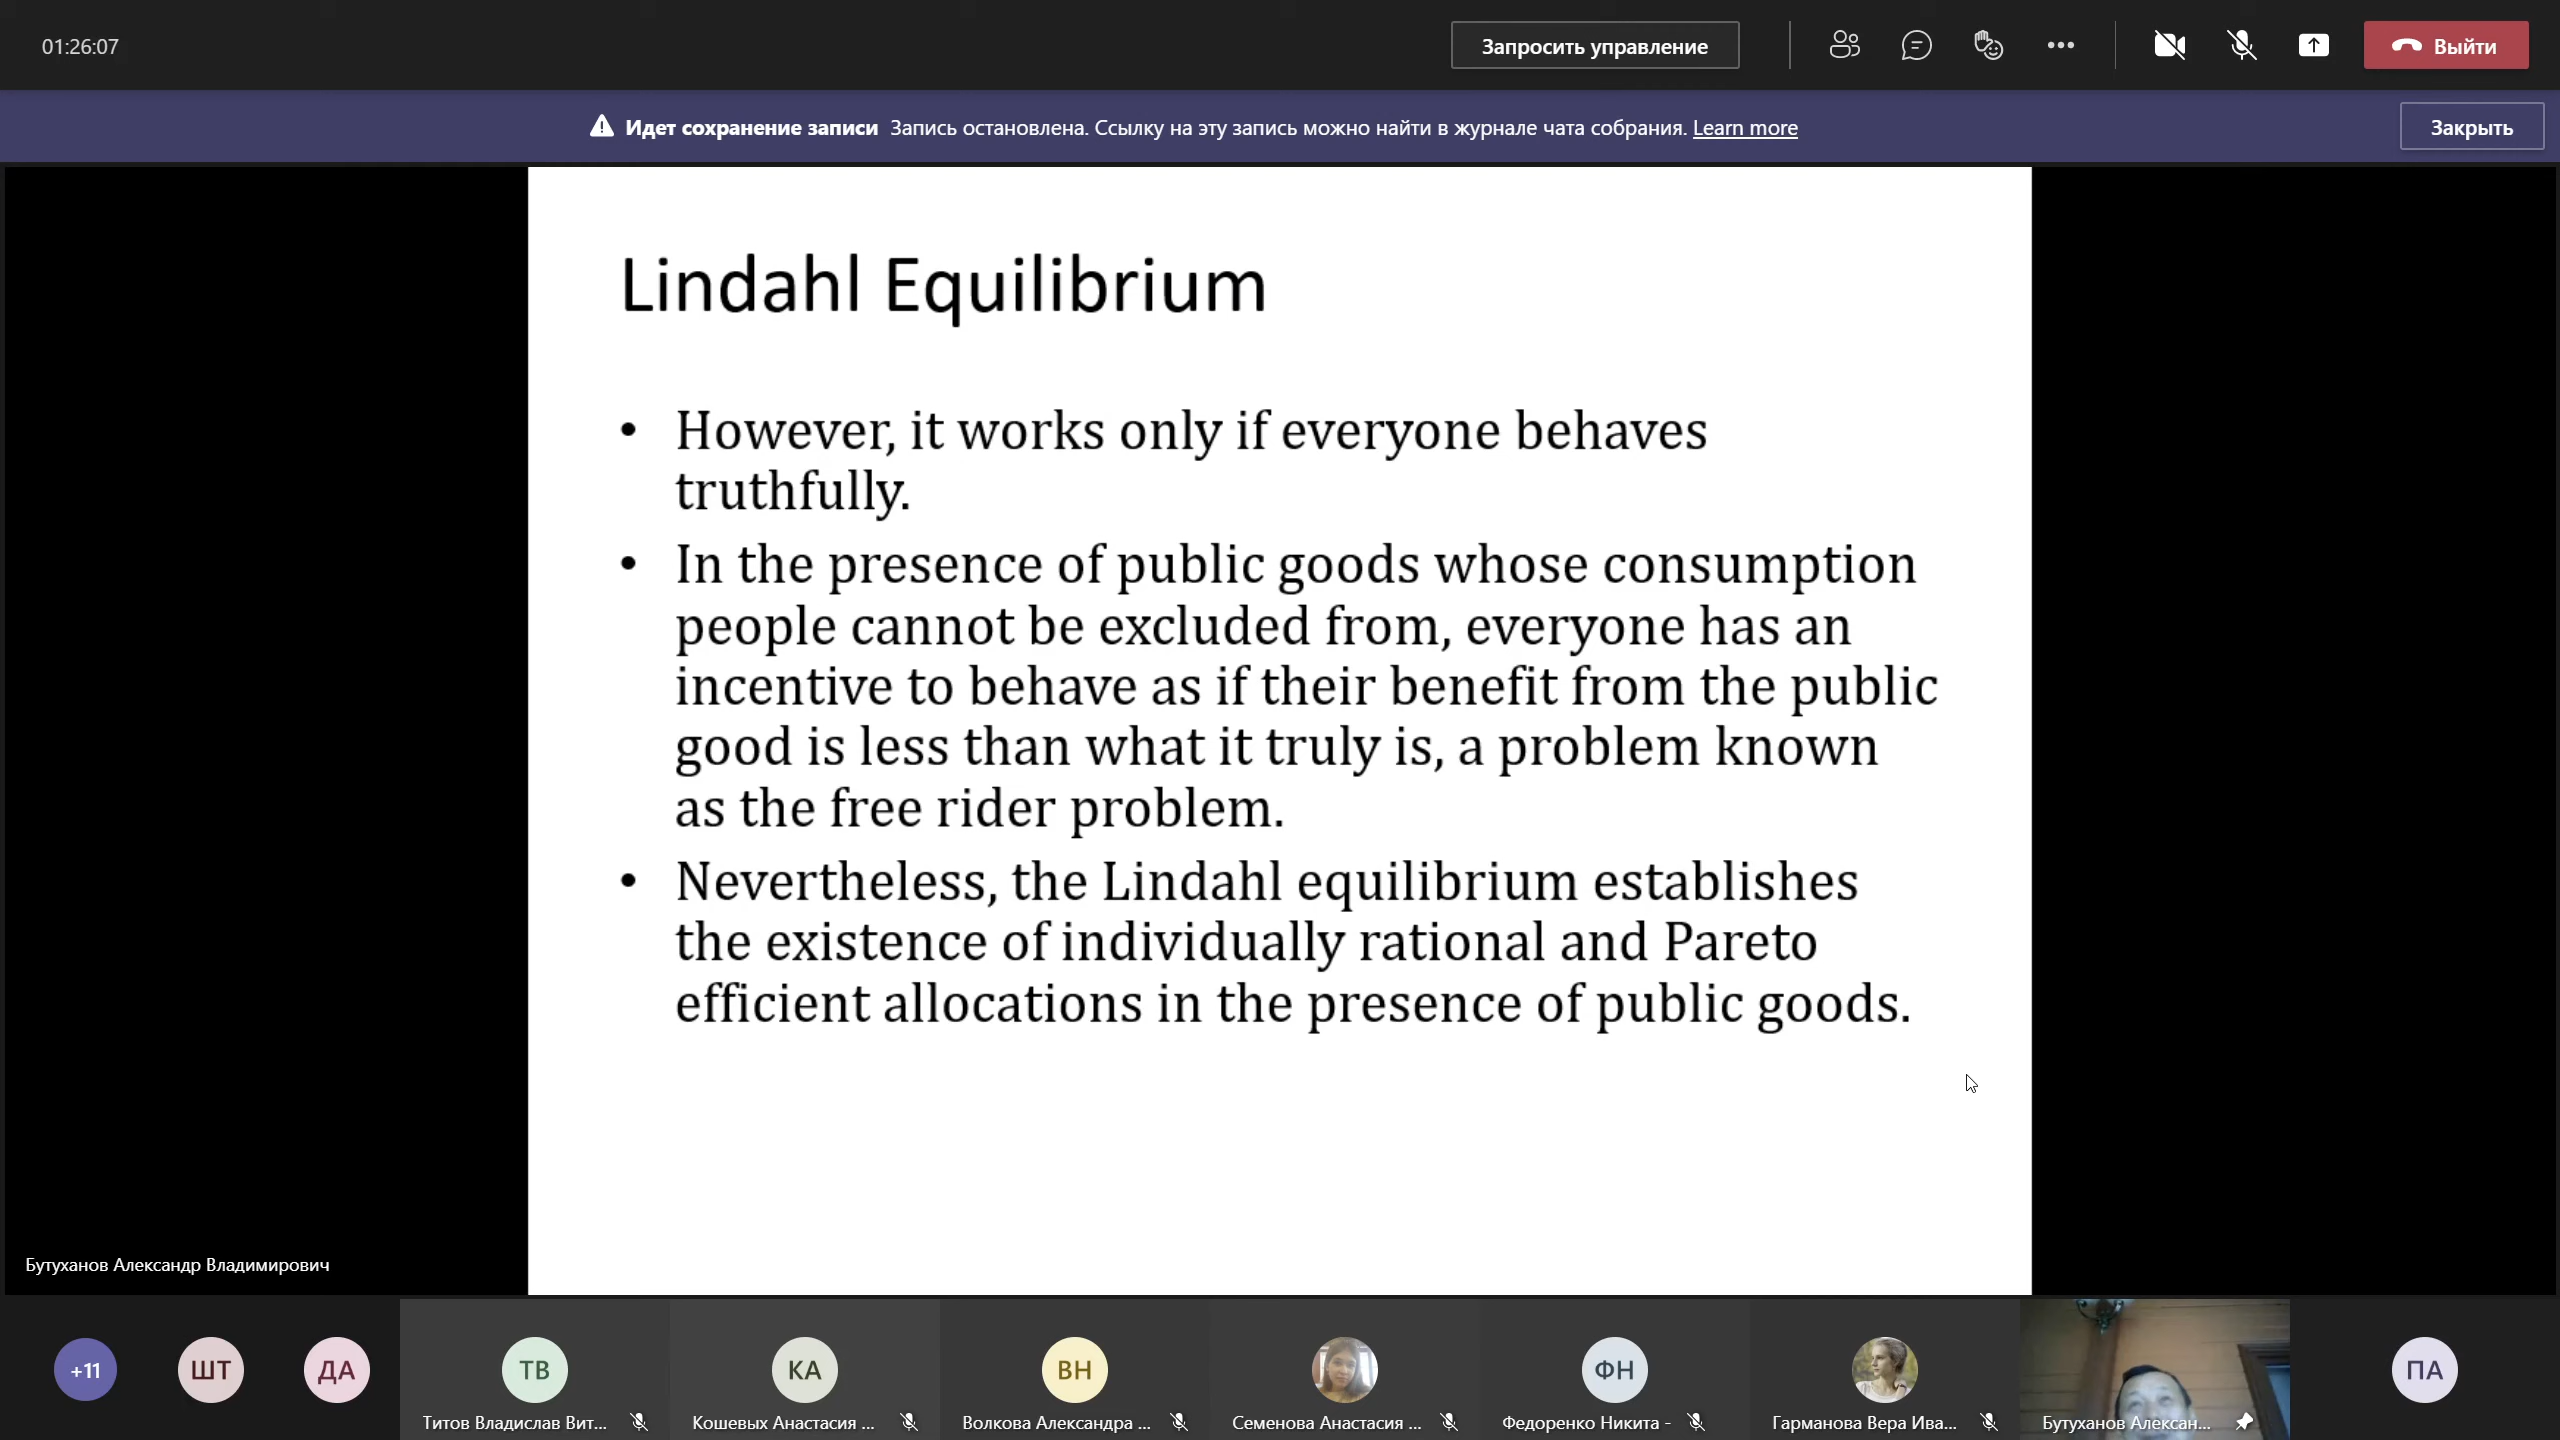 01:26:07
Запросить управление
Выйти
Идет сохранение записи Запись остановлена. Ссылку на эту запись можно найти в журнале чата собрания. Learn more
Закрыть
Lindahl Equilibrium
• However, it works only if everyone behaves
truthfully.
• In the presence of public goods whose consumption
people cannot be excluded from, everyone has an
incentive to behave as if their benefit from the public
good is less than what it truly is, a problem known
as the free rider problem.
• Nevertheless, the Lindahl equilibrium establishes
the existence of individually rational and Pareto
efficient allocations in the presence of public goods.
Бутуханов Александр Владимирович
+11
ШТ
ДА
ТВ
КА
ВН
ФН
ПА
Титов Владислав Вит...
Кошевых Анастасия ...
Волкова Александра ...
Семенова Анастасия ...
Федоренко Никита -
Гарманова Вера Ива...
Бутуханов Алексан...